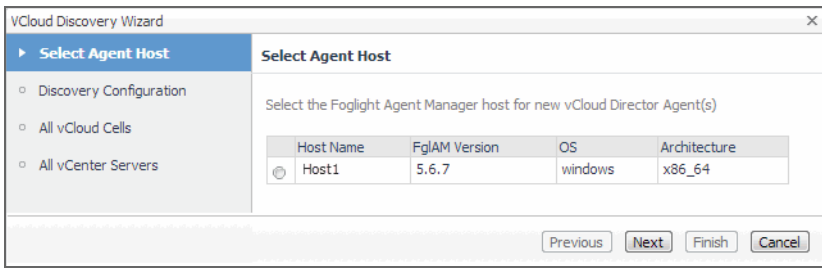 VCloud Discovery Wizard
Select Agent Host
Discovery Configuration
All vCloud Cells
All vCenter Servers
Select Agent Host
Select the Foglight Agent Manager host for new vCloud Director Agent(s)
Host Name FglAM Version OS Architecture
Host1 5.6.7 windows x86_64
Previous Next Finish Cancel